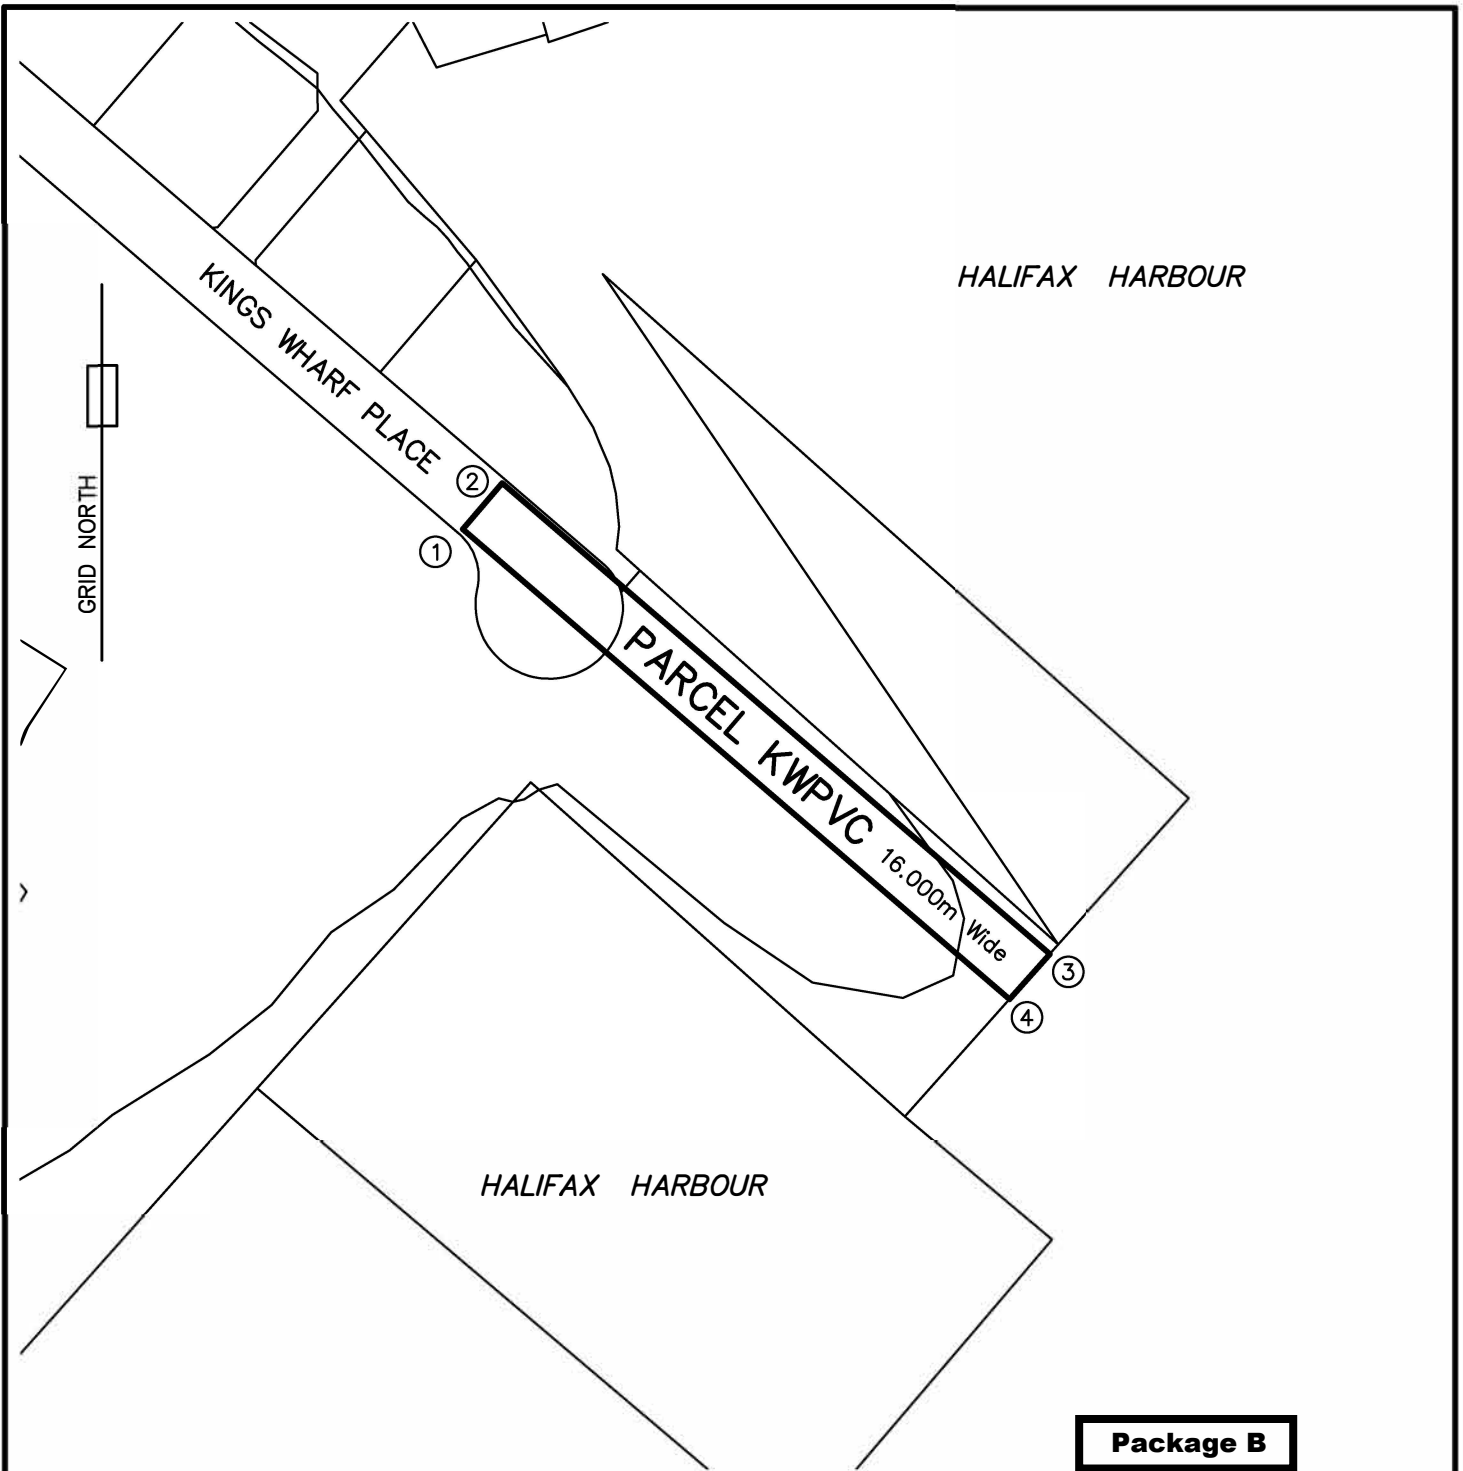 HALIFAX HARBOUR
KINGS WHARF PLACE
GRID NORTH
2
1
PARCEL KWPVC 16.000m Wide
3
4
HALIFAX HARBOUR
Package B